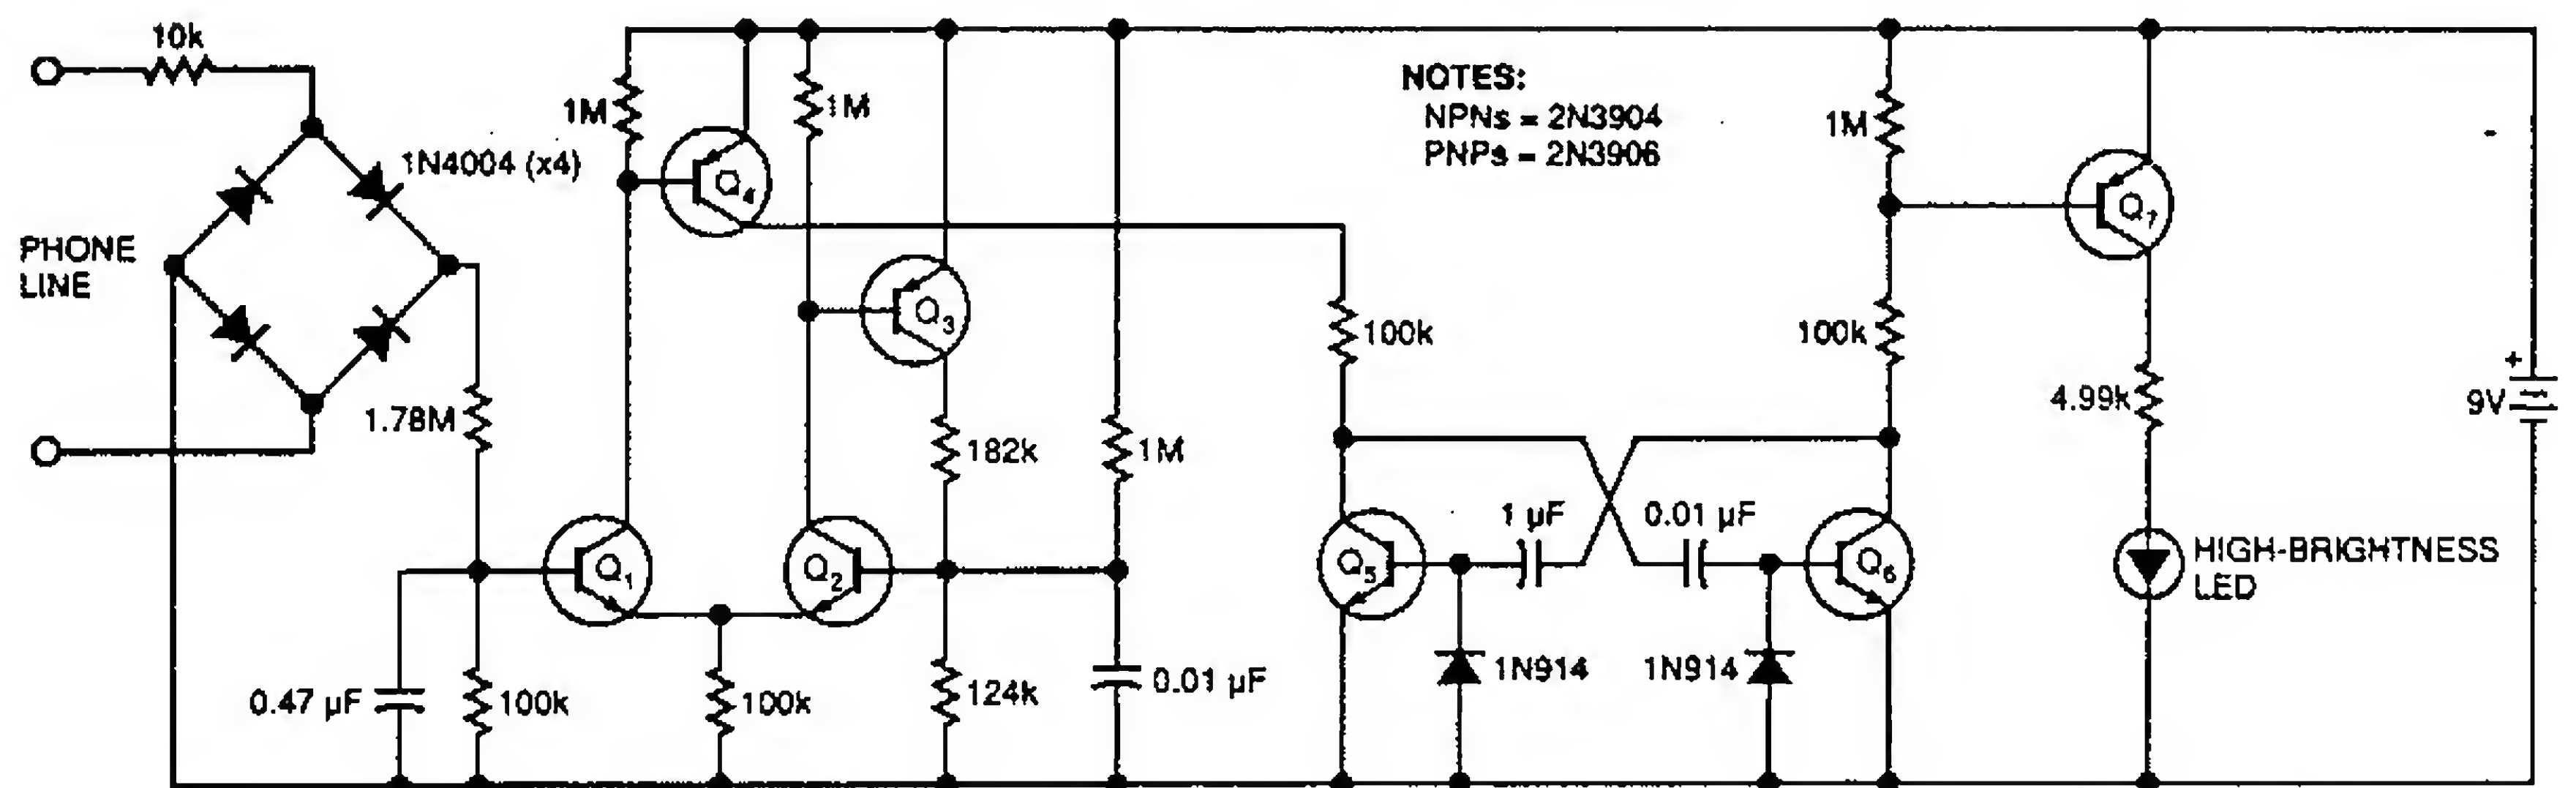 10k
1N4004 (x4)
PHONE
LINE
1.78M
0.47 µF
100k
1M
Q4
1M
Q3
182k
1M
Q1
Q2
100k
124k
0.01 µF
NOTES:
NPNs = 2N3904
PNPs = 2N3906
100k
1M
100k
Q7
4.99k
+
9V
1 µF
0.01 µF
Q5
Q6
1N914
1N914
HIGH-BRIGHTNESS
LED